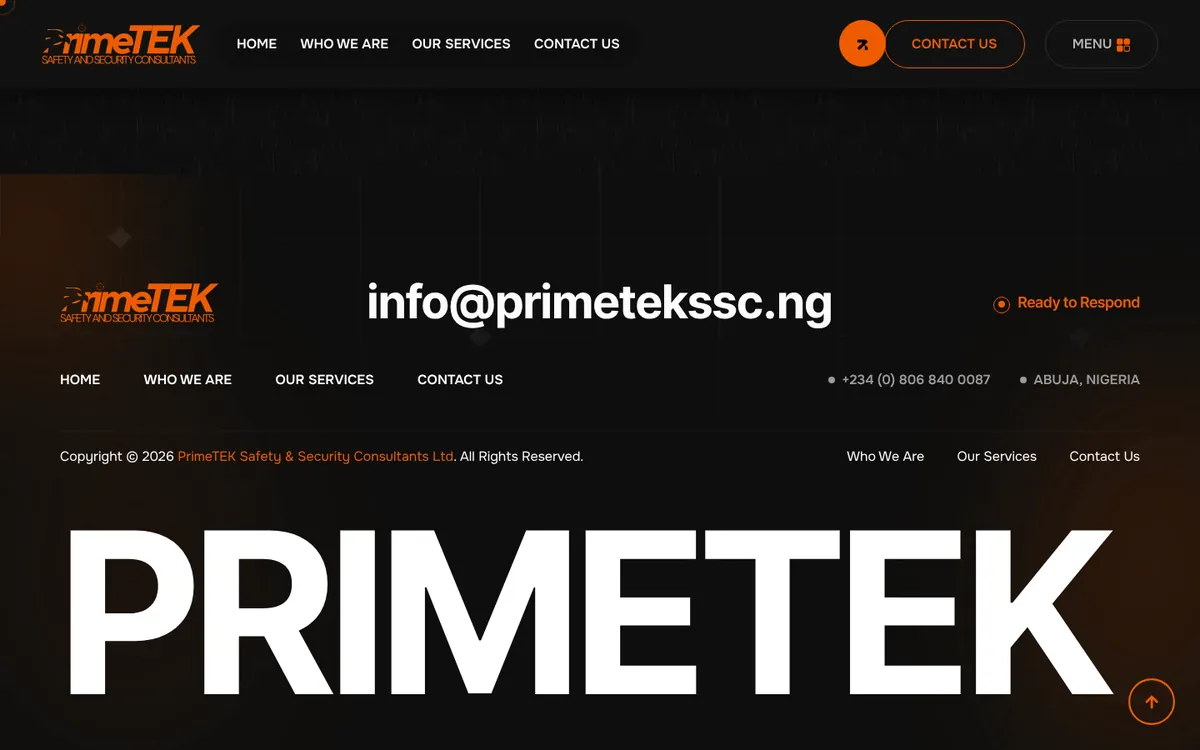 PrimeTEK
SAFETY AND SECURITY CONSULTANTS
HOME WHO WE ARE OUR SERVICES CONTACT US
CONTACT US
MENU
PrimeTEK
SAFETY AND SECURITY CONSULTANTS
info@primetekssc.ng
Ready to Respond
HOME WHO WE ARE OUR SERVICES CONTACT US
+234 (0) 806 840 0087 ABUJA, NIGERIA
Copyright © 2026 PrimeTEK Safety & Security Consultants Ltd. All Rights Reserved.
Who We Are Our Services Contact Us
PRIMETEK